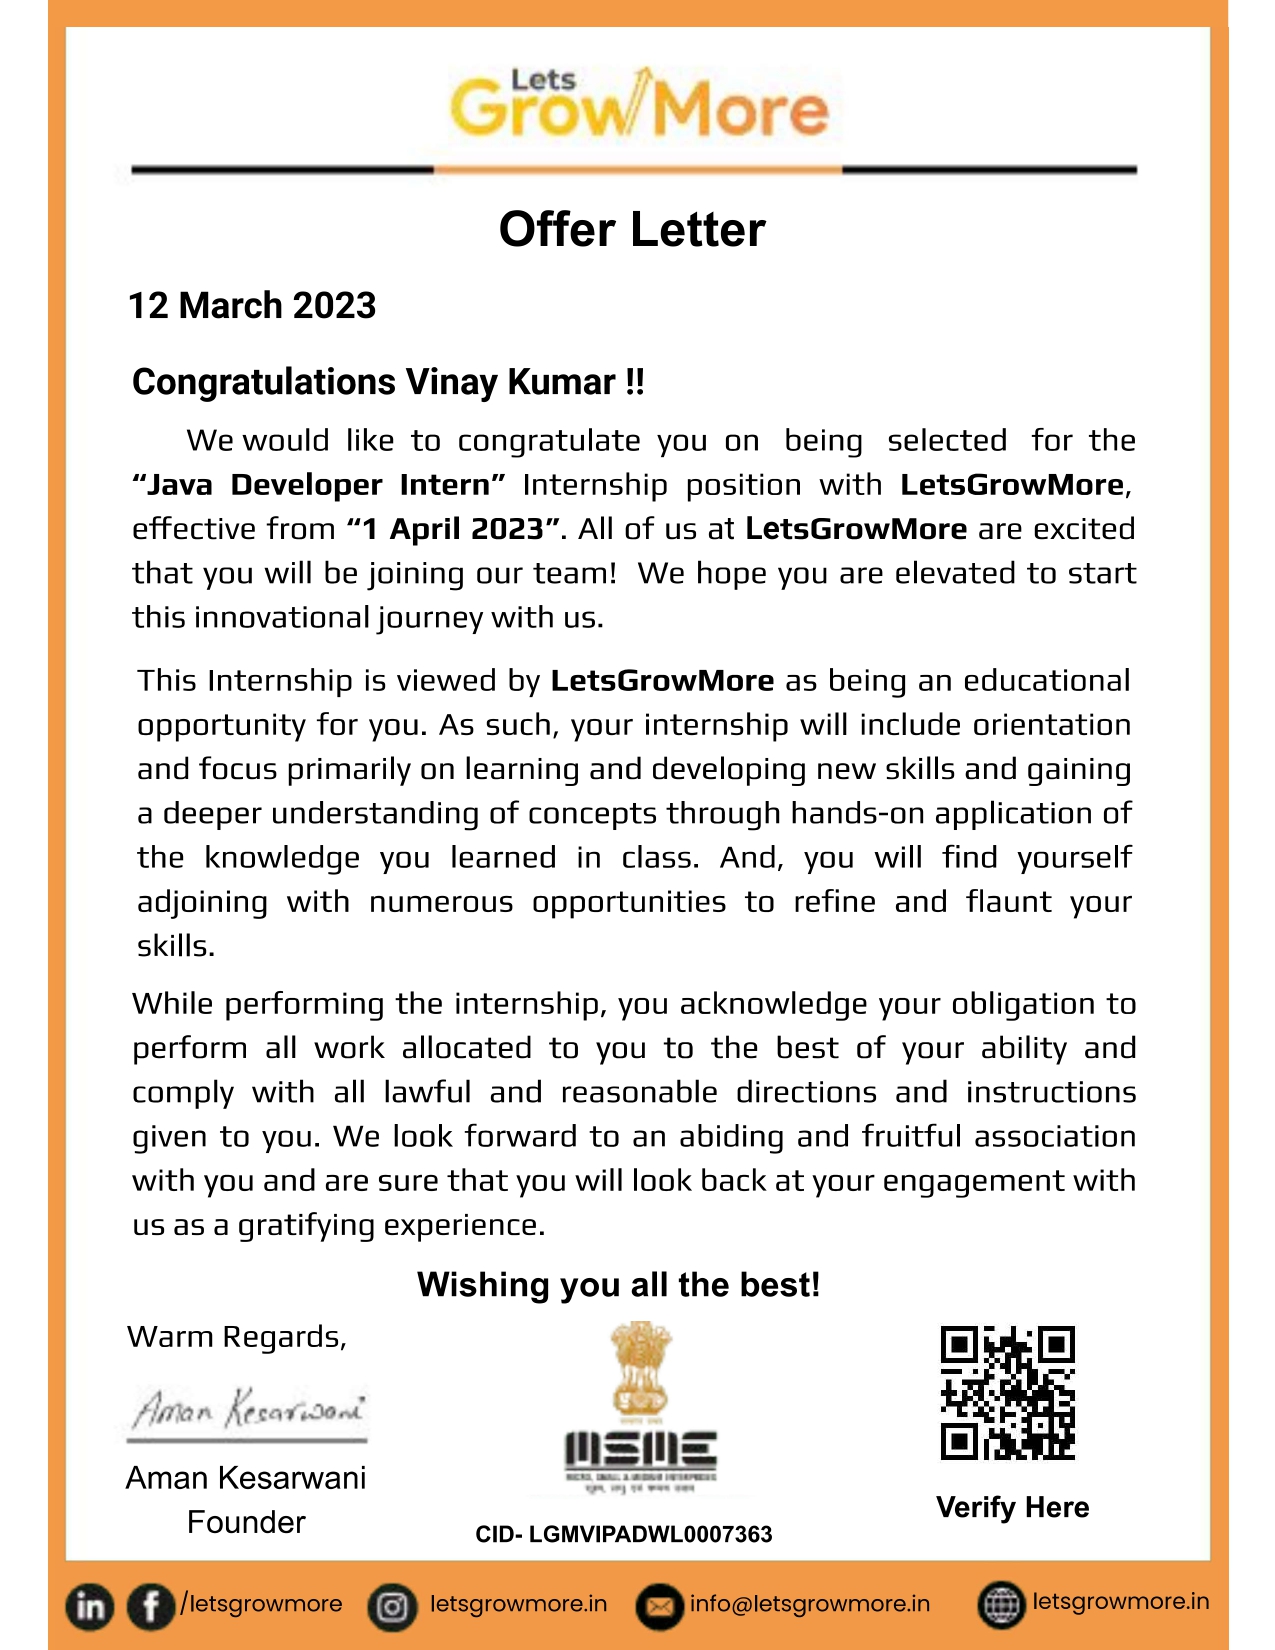 Lets
GrowMore
Offer Letter
12 March 2023
Congratulations Vinay Kumar !!
We would like to congratulate you on being selected for the
“Java Developer Intern” Internship position with LetsGrowMore,
effective from “1 April 2023”. All of us at LetsGrowMore are excited
that you will be joining our team! We hope you are elevated to start
this innovational journey with us.
This Internship is viewed by LetsGrowMore as being an educational
opportunity for you. As such, your internship will include orientation
and focus primarily on learning and developing new skills and gaining
a deeper understanding of concepts through hands-on application of
the knowledge you learned in class. And, you will find yourself
adjoining with numerous opportunities to refine and flaunt your
skills.
While performing the internship, you acknowledge your obligation to
perform all work allocated to you to the best of your ability and
comply with all lawful and reasonable directions and instructions
given to you. We look forward to an abiding and fruitful association
with you and are sure that you will look back at your engagement with
us as a gratifying experience.
Wishing you all the best!
Warm Regards,
Aman Kesarwani
Aman Kesarwani
Founder
MSME
MICRO, SMALL & MEDIUM ENTERPRISES
CID- LGMVIPADWL0007363
Verify Here
/letsgrowmore
letsgrowmore.in
info@letsgrowmore.in
letsgrowmore.in